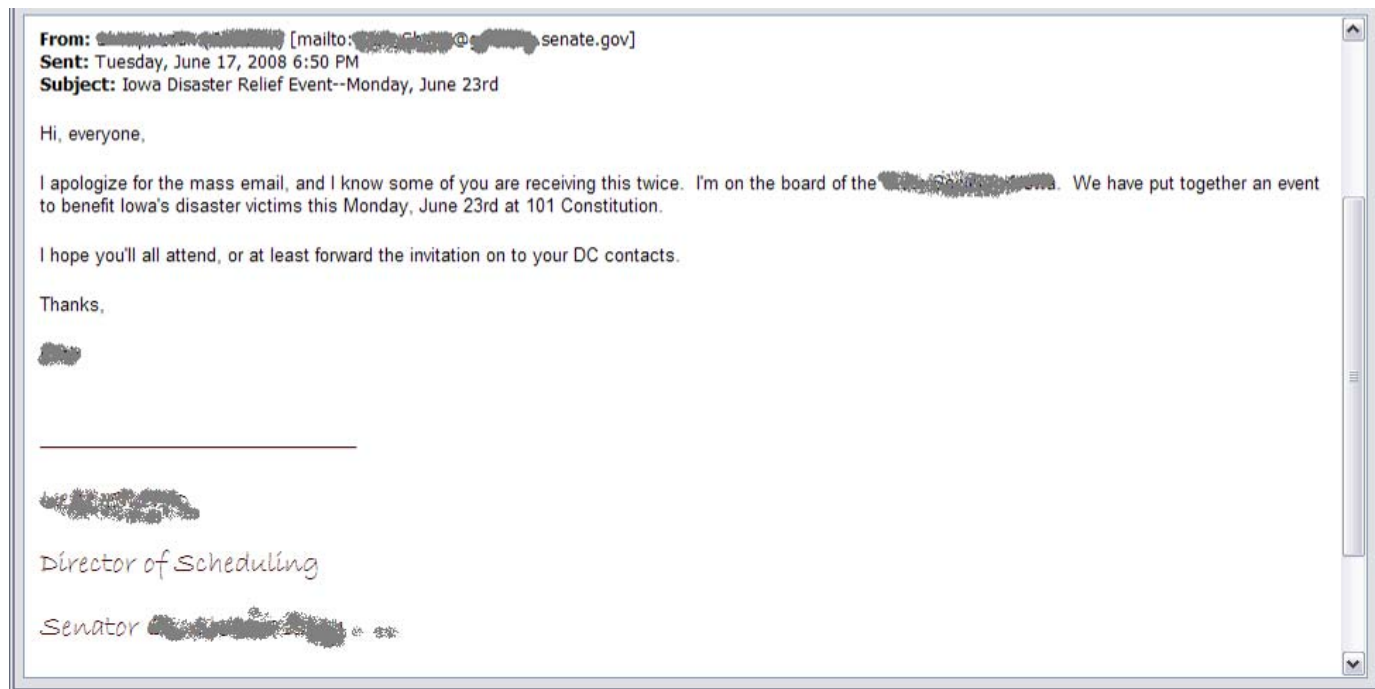 From: [mailto: @ .senate.gov]
Sent: Tuesday, June 17, 2008 6:50 PM
Subject: Iowa Disaster Relief Event--Monday, June 23rd
Hi, everyone,
I apologize for the mass email, and I know some of you are receiving this twice. I'm on the board of the . We have put together an event
to benefit Iowa's disaster victims this Monday, June 23rd at 101 Constitution.
I hope you'll all attend, or at least forward the invitation on to your DC contacts.
Thanks,
Director of Scheduling
Senator